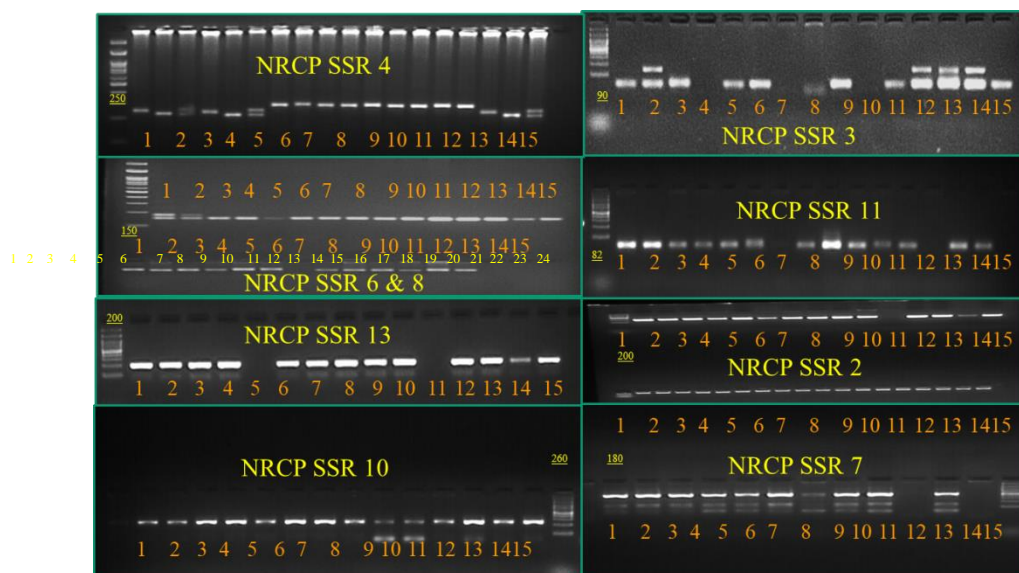 NRCP SSR 4
250
1 2 3 4 5 6 7 8 9 10 11 12 13 14 15
90
1 2 3 5 6 7 8 9 10 11 12 13 14 15
NRCP SSR 3
1 2 3 4 5 6 7 8 9 10 11 12 13 14 15
150
1 2 3 4 5 6 7 8 9 10 11 12 13 14 15
1 2 3 4 5 6 7 8 9 10 11 12 13 14 15 16 17 18 19 20 21 22 23 24
NRCP SSR 6 & 8
NRCP SSR 11
82
1 2 3 4 5 6 7 8 9 10 11 12 13 14 15
200
NRCP SSR 13
1 2 3 4 5 6 7 8 9 10 11 12 13 14 15
1 2 3 4 5 6 7 8 9 10 11 12 13 14 15
200
NRCP SSR 2
260
NRCP SSR 10
1 2 3 4 5 6 7 8 9 10 11 12 13 14 15
1 2 3 4 5 6 7 8 9 10 11 12 13 14 15
180
NRCP SSR 7
1 2 3 4 5 6 7 8 9 10 11 12 13 14 15